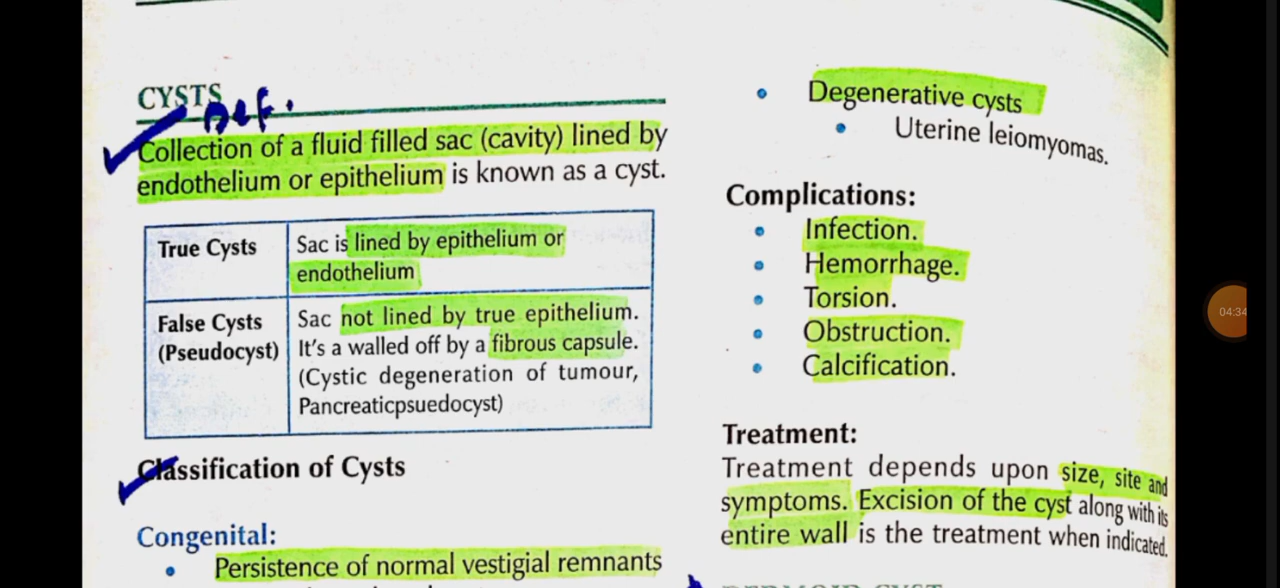 CYSTS
Def.
Collection of a fluid filled sac (cavity) lined by
endothelium or epithelium is known as a cyst.
True Cysts
Sac is lined by epithelium or
endothelium
False Cysts
(Pseudocyst)
Sac not lined by true epithelium.
It's a walled off by a fibrous capsule.
(Cystic degeneration of tumour,
Pancreaticpsuedocyst)
Classification of Cysts
Congenital:
• Persistence of normal vestigial remnants
• Degenerative cysts
• Uterine leiomyomas.
Complications:
• Infection.
• Hemorrhage.
• Torsion.
• Obstruction.
• Calcification.
Treatment:
Treatment depends upon size, site and
symptoms. Excision of the cyst along with its
entire wall is the treatment when indicated.
04:34